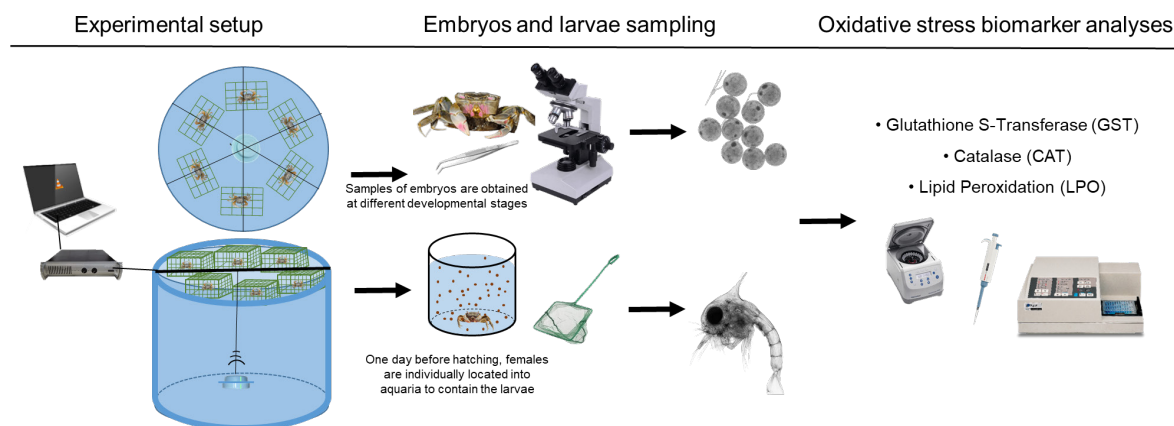 Experimental setup
Embryos and larvae sampling
Oxidative stress biomarker analyses
Samples of embryos are obtained
at different developmental stages
One day before hatching, females
are individually located into
aquaria to contain the larvae
• Glutathione S-Transferase (GST)
• Catalase (CAT)
• Lipid Peroxidation (LPO)